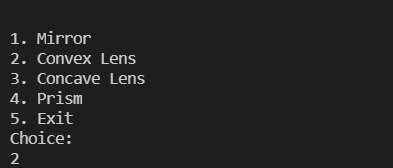 1. Mirror
2. Convex Lens
3. Concave Lens
4. Prism
5. Exit
Choice:
2